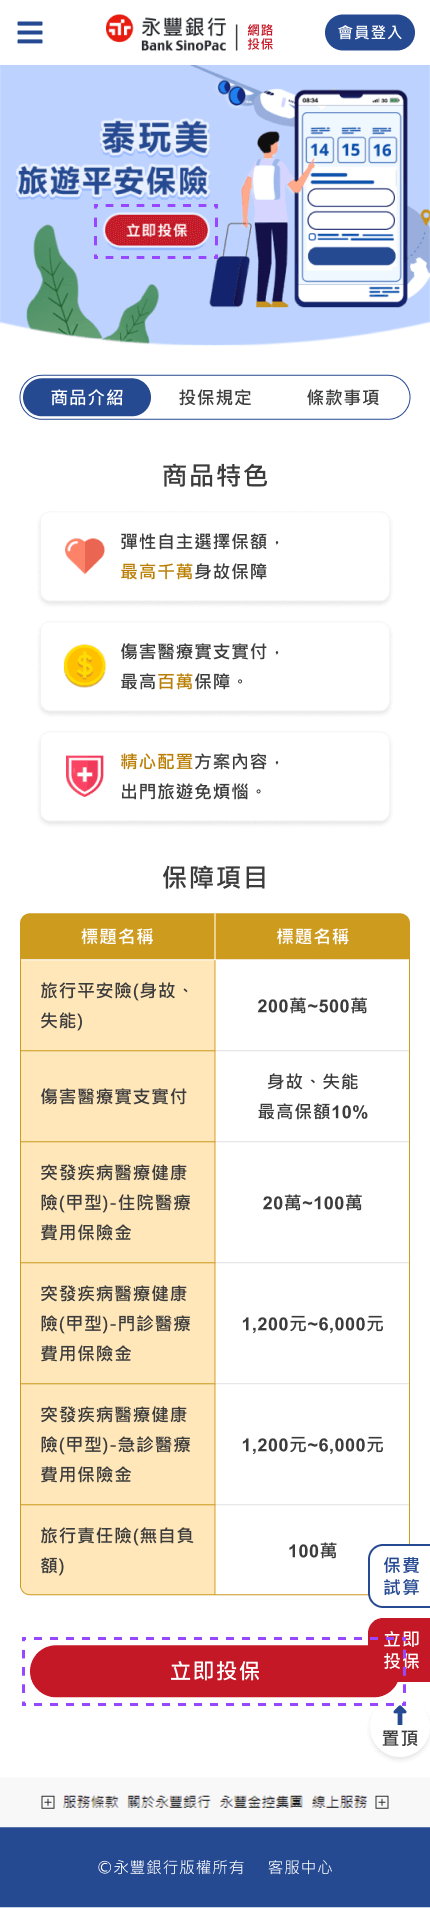 永豐銀行
Bank SinoPac
網路
投保
會員登入
泰玩美
旅遊平安保險
立即投保
08:34
3G
14 15 16
商品介紹 投保規定 條款事項
商品特色
彈性自主選擇保額，
最高千萬身故保障
傷害醫療實支實付，
最高百萬保障。
精心配置方案內容，
出門旅遊免煩惱。
保障項目
標題名稱 標題名稱
旅行平安險(身故、
失能)
200萬~500萬
傷害醫療實支實付
身故、失能
最高保額10%
突發疾病醫療健康
險(甲型)-住院醫療
費用保險金
20萬~100萬
突發疾病醫療健康
險(甲型)-門診醫療
費用保險金
1,200元~6,000元
突發疾病醫療健康
險(甲型)-急診醫療
費用保險金
1,200元~6,000元
旅行責任險(無自負
額)
100萬
保費
試算
立即
投保
立即投保
置頂
服務條款 關於永豐銀行 永豐金控集團 線上服務
©永豐銀行版權所有 客服中心